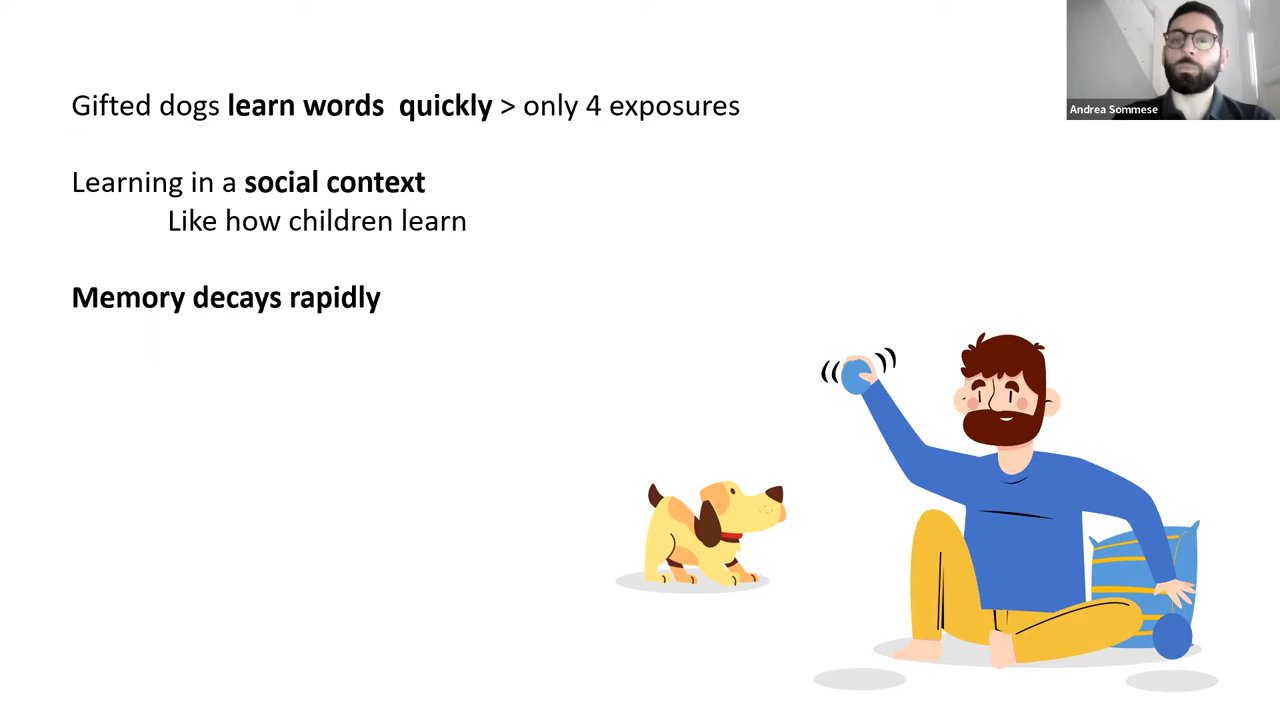 Gifted dogs learn words quickly > only 4 exposures
Learning in a social context
Like how children learn
Memory decays rapidly
Andrea Sommese